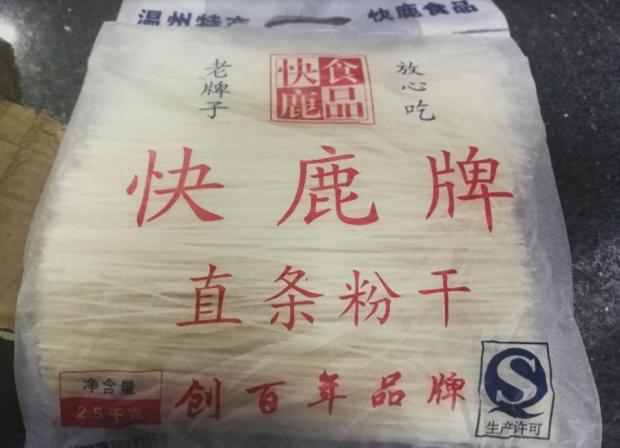 温州特产
快鹿食品
老牌子
快鹿
食品
放心吃
快鹿牌
直条粉干
净含量
2.5千克
创百年品牌
生产许可